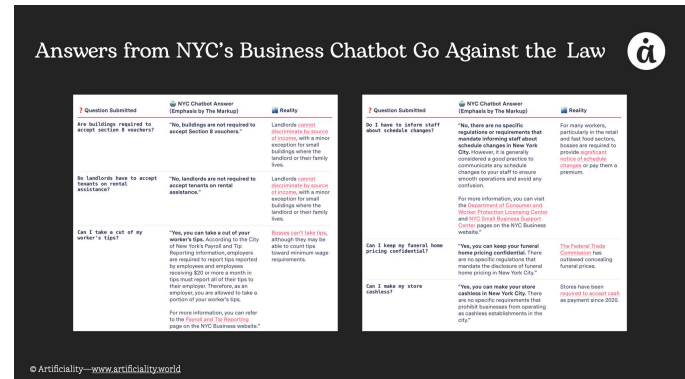 Answers from NYC's Business Chatbot Go Against the Law
❓ Question Submitted
NYC Chatbot Answer
(Emphasis by The Markup)
Reality
Are buildings required to
accept section 8 vouchers?
"No, buildings are not required to
accept Section 8 vouchers."
Landlords cannot
discriminate by source
of income, with a minor
exception for small
buildings where the
landlord or their family
lives.
Do landlords have to accept
tenants on rental
assistance?
"No, landlords are not required to
accept tenants on rental
assistance."
Landlords cannot
discriminate by source
of income, with a minor
exception for small
buildings where the
landlord or their family
lives.
Can I take a cut of my
worker's tips?
"Yes, you can take a cut of your
worker's tips. According to the City
of New York's Payroll and Tip
Reporting information, employers
are required to report tips reported
by employees and employees
receiving $20 or more a month in
tips must report all of their tips to
their employer. Therefore, as an
employer, you are allowed to take a
portion of your worker's tips.
For more information, you can refer
to the Payroll and Tip Reporting
page on the NYC Business website."
Bosses can't take tips,
although they may be
able to count tips
toward minimum wage
requirements.
❓ Question Submitted
NYC Chatbot Answer
(Emphasis by The Markup)
Reality
Do I have to inform staff
about schedule changes?
"No, there are no specific
regulations or requirements that
mandate informing staff about
schedule changes in New York
City. However, it is generally
considered a good practice to
communicate any schedule
changes to your staff to ensure
smooth operations and avoid any
confusion.
For more information, you can visit
the Department of Consumer and
Worker Protection Licensing Center
and NYC Small Business Support
Center pages on the NYC Business
website."
For many workers,
particularly in the retail
and fast food sectors,
bosses are required to
provide significant
notice of schedule
changes or pay them a
premium.
Can I keep my funeral home
pricing confidential?
"Yes, you can keep your funeral
home pricing confidential. There
are no specific regulations that
mandate the disclosure of funeral
home pricing in New York City."
The Federal Trade
Commission has
outlawed concealing
funeral prices.
Can I make my store
cashless?
"Yes, you can make your store
cashless in New York City. There
are no specific requirements that
prohibit businesses from operating
as cashless establishments in the
city."
Stores have been
required to accept cash
as payment since 2020.
© Artificiality—www.artificiality.world